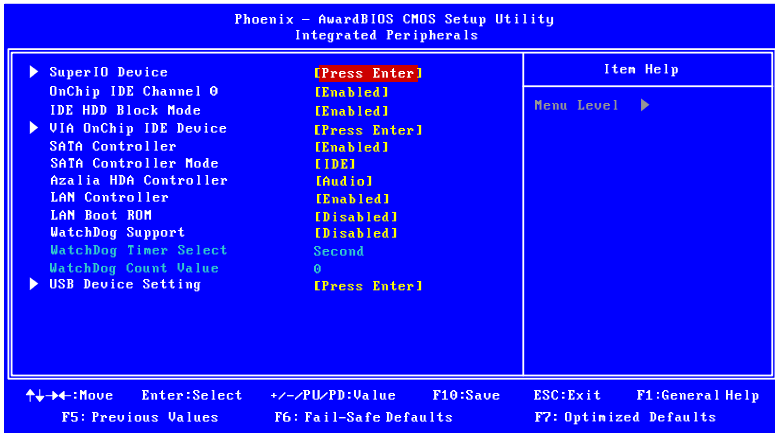 Phoenix – AwardBIOS CMOS Setup Utility
Integrated Peripherals
SuperIO Device [Press Enter] Item Help
OnChip IDE Channel 0 [Enabled]
IDE HDD Block Mode [Enabled] Menu Level ►
VIA OnChip IDE Device [Press Enter]
SATA Controller [Enabled]
SATA Controller Mode [IDE]
Azalia HDA Controller [Audio]
LAN Controller [Enabled]
LAN Boot ROM [Disabled]
WatchDog Support [Disabled]
WatchDog Timer Select Second
WatchDog Count Value 0
USB Device Setting [Press Enter]
↑↓→←:Move Enter:Select +/-/PU/PD:Value F10:Save ESC:Exit F1:General Help
F5: Previous Values F6: Fail-Safe Defaults F7: Optimized Defaults